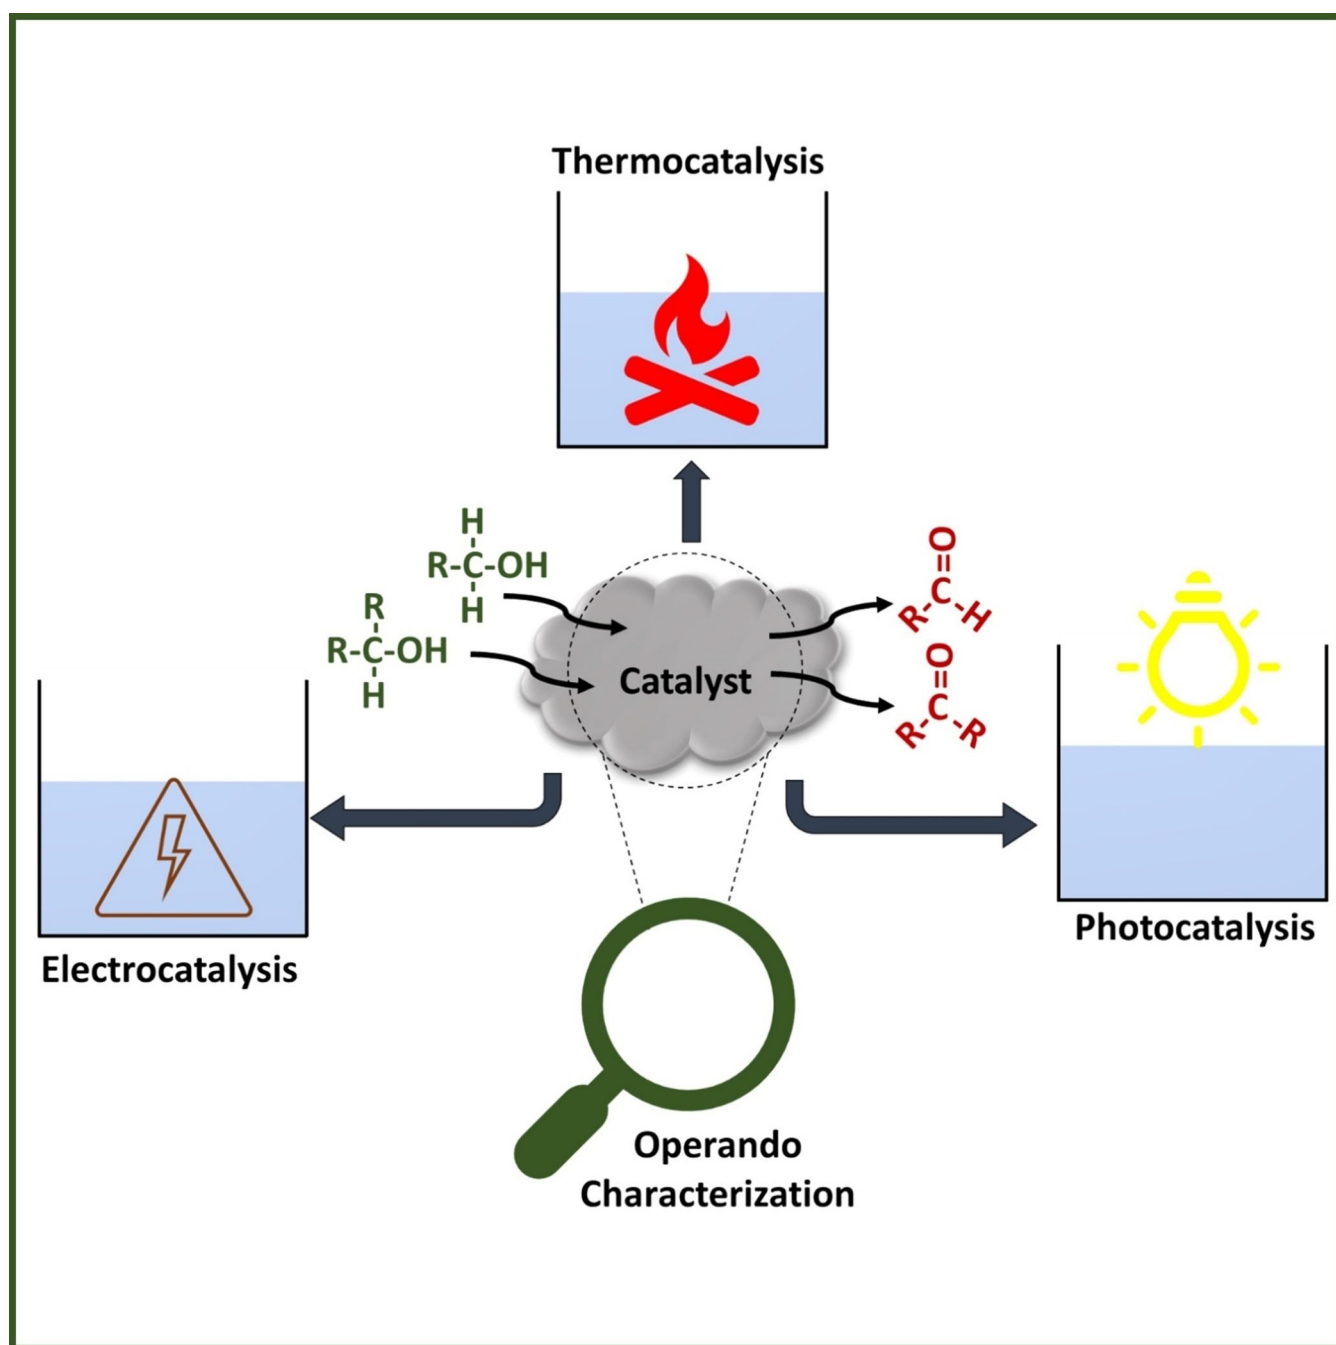 Thermocatalysis
H
R-C-OH
H
R
R-C-OH
H
O
=
C
R-C-H
O
=
R-C-R
Catalyst
Electrocatalysis
Photocatalysis
Operando
Characterization